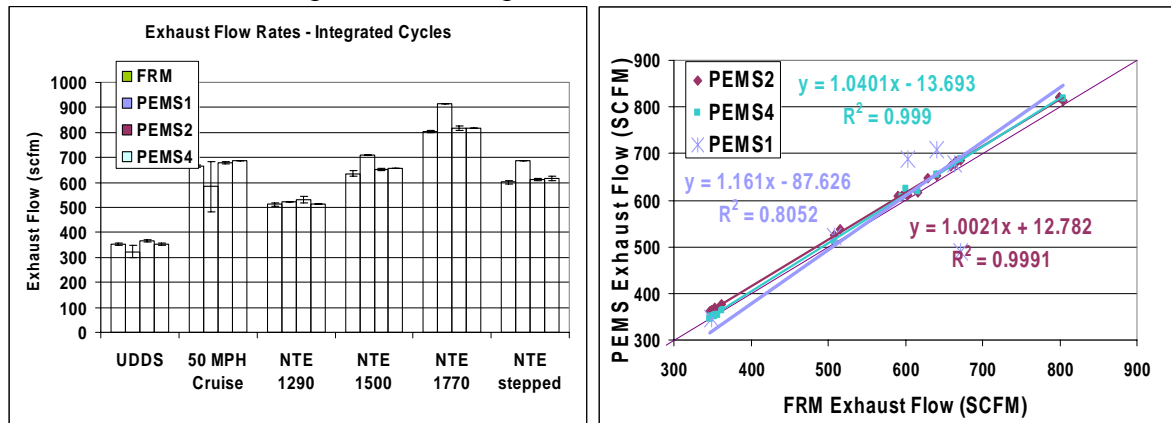 Exhaust Flow Rates - Integrated Cycles
Exhaust Flow (scfm)
1000
900
800
700
600
500
400
300
200
100
0
FRM
PEMS1
PEMS2
PEMS4
UDDS
50 MPH
Cruise
NTE
1290
NTE
1500
NTE
1770
NTE
stepped
PEMS Exhaust Flow (SCFM)
900
800
700
600
500
400
300
PEMS2
PEMS4
PEMS1
y = 1.0401x - 13.693
R² = 0.999
y = 1.161x - 87.626
R² = 0.8052
y = 1.0021x + 12.782
R² = 0.9991
300 400 500 600 700 800 900
FRM Exhaust Flow (SCFM)